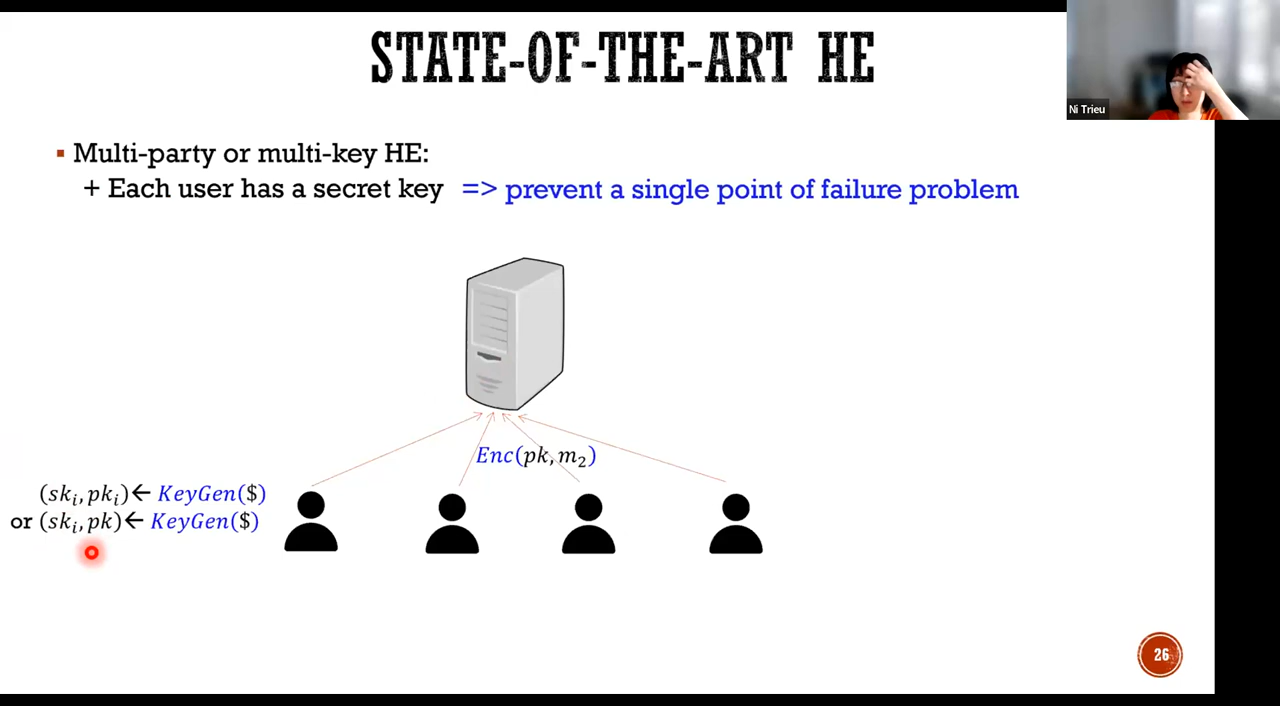 STATE-OF-THE-ART HE
Ni Trieu
▪ Multi-party or multi-key HE:
+ Each user has a secret key => prevent a single point of failure problem
Enc(pk, m₂)
(skᵢ, pkᵢ)← KeyGen($)
or (skᵢ, pk)← KeyGen($)
26